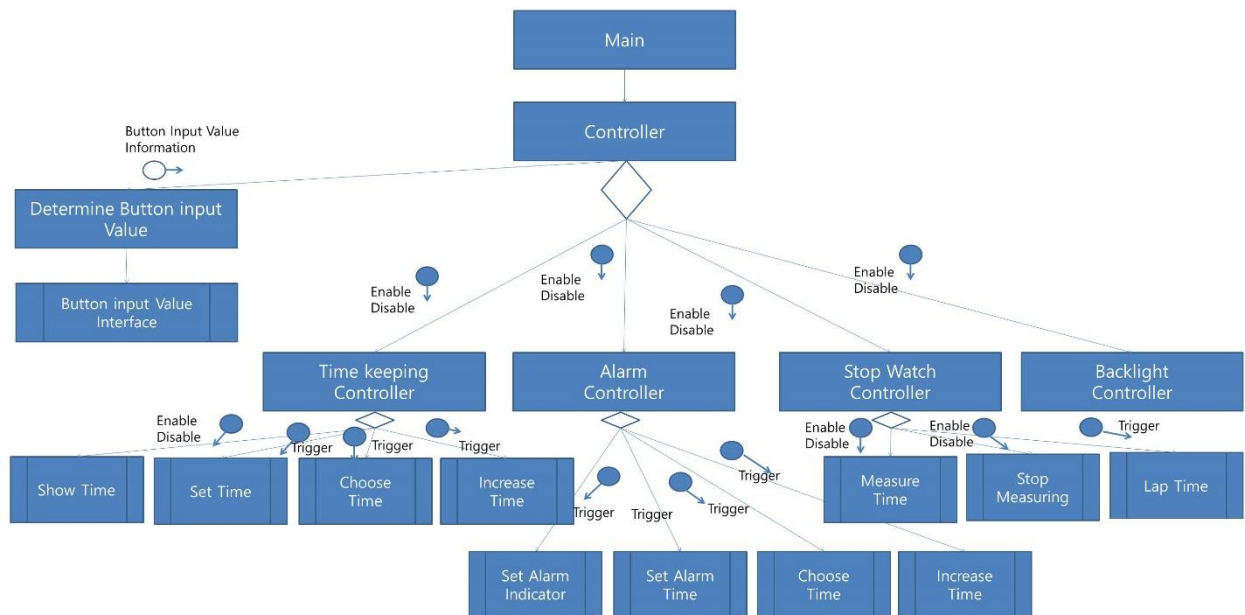 Main
Controller
Button Input Value
Information
Determine Button input
Value
Button input Value
Interface
Enable
Disable
Enable
Disable
Enable
Disable
Enable
Disable
Time keeping
Controller
Alarm
Controller
Stop Watch
Controller
Backlight
Controller
Enable
Disable
Trigger
Trigger
Trigger
Enable
Disable
Enable
Disable
Trigger
Show Time
Set Time
Choose
Time
Increase
Time
Trigger
Trigger
Trigger
Trigger
Measure
Time
Stop
Measuring
Lap Time
Set Alarm
Indicator
Set Alarm
Time
Choose
Time
Increase
Time